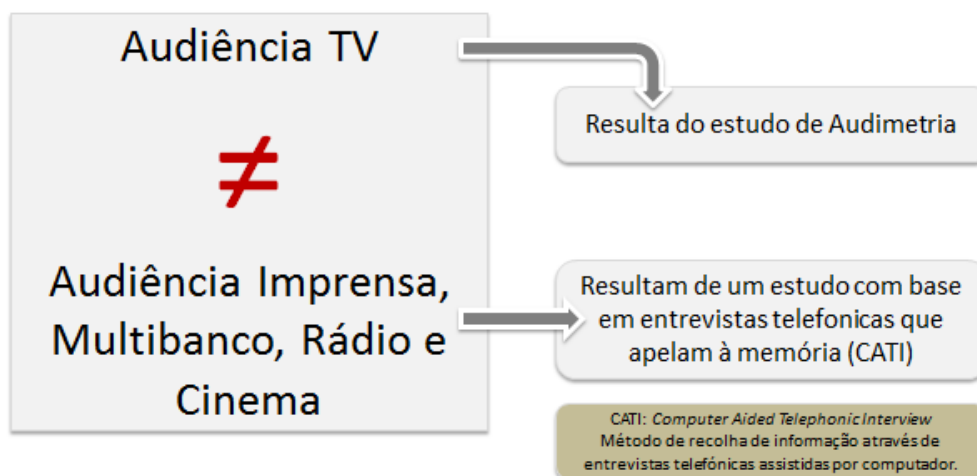 Audiência TV
≠
Audiência Imprensa,
Multibanco, Rádio e
Cinema
Resulta do estudo de Audimetria
Resultam de um estudo com base
em entrevistas telefonicas que
apelam à memória (CATI)
CATI: Computer Aided Telephonic Interview
Método de recolha de informação através de
entrevistas telefónicas assistidas por computador.